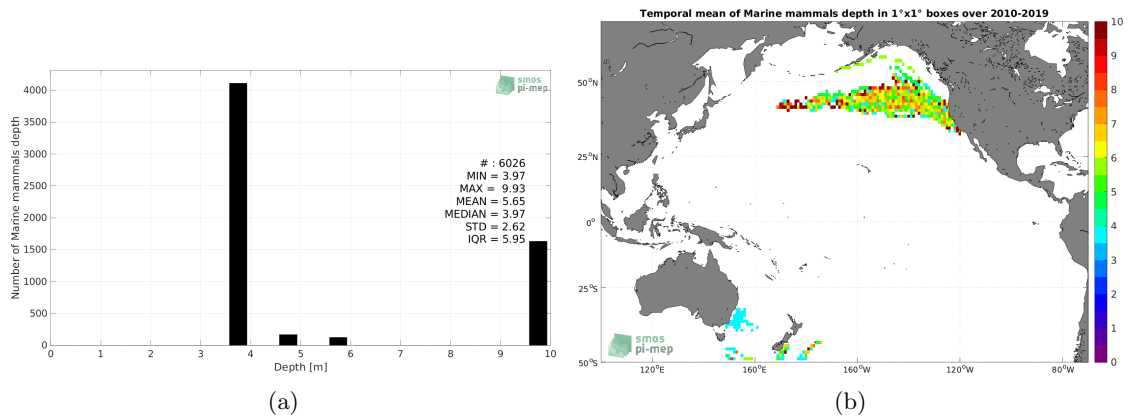 Temporal mean of Marine mammals depth in 1°x1° boxes over 2010-2019
smos
pi-mep
# : 6026
MIN = 3.97
MAX = 9.93
MEAN = 5.65
MEDIAN = 3.97
STD = 2.62
IQR = 5.95
Number of Marine mammals depth
4000
3500
3000
2500
2000
1500
1000
500
0
0 1 2 3 4 5 6 7 8 9 10
Depth [m]
(a)
50°N
25°N
0°
25°S
50°S
120°O 160°O 160°W 120°W 80°W
smos
pi-mep
10
9
8
7
6
5
4
3
2
1
0
(b)